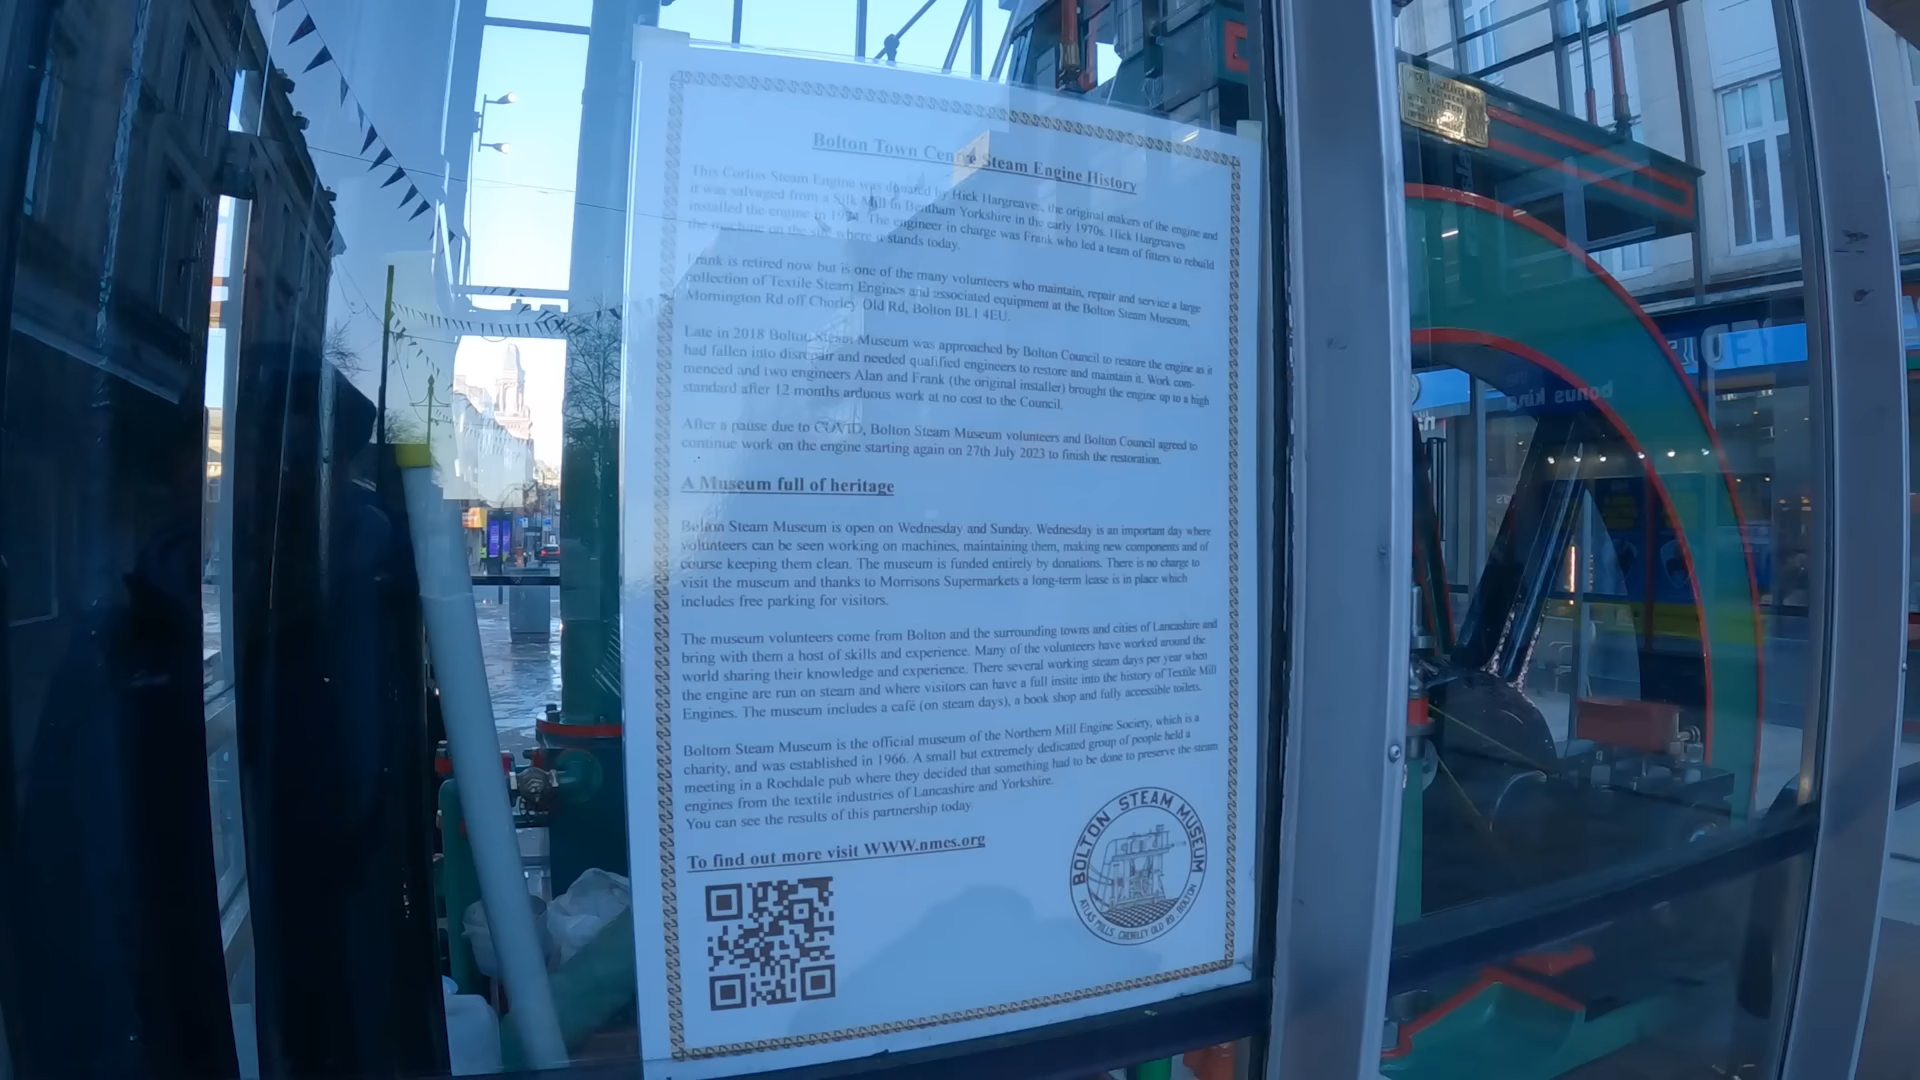 Bolton Town Centre Steam Engine History
This Corliss Steam Engine was donated by Hick Hargreaves, the original makers of the engine and
it was salvaged from a Silk Mill in Bentham Yorkshire in the early 1970s. Hick Hargreaves
installed the engine in The engineer in charge was Frank who led a team of fitters to rebuild
the machine on the site where it stands today.
Frank is retired now but is one of the many volunteers who maintain, repair and service a large
collection of Textile Steam Engines and associated equipment at the Bolton Steam Museum,
Mornington Rd off Chorley Old Rd, Bolton BL1 4EU.
Late in 2018 Bolton Steam Museum was approached by Bolton Council to restore the engine as it
had fallen into disrepair and needed qualified engineers to restore and maintain it. Work com-
menced and two engineers Alan and Frank (the original installer) brought the engine up to a high
standard after 12 months arduous work at no cost to the Council.
After a pause due to COVID, Bolton Steam Museum volunteers and Bolton Council agreed to
continue work on the engine starting again on 27th July 2023 to finish the restoration.
A Museum full of heritage
Bolton Steam Museum is open on Wednesday and Sunday. Wednesday is an important day where
volunteers can be seen working on machines, maintaining them, making new components and of
course keeping them clean. The museum is funded entirely by donations. There is no charge to
visit the museum and thanks to Morrisons Supermarkets a long-term lease is in place which
includes free parking for visitors.
The museum volunteers come from Bolton and the surrounding towns and cities of Lancashire and
bring with them a host of skills and experience. Many of the volunteers have worked around the
world sharing their knowledge and experience. There several working steam days per year when
the engine are run on steam and where visitors can have a full insite into the history of Textile Mill
Engines. The museum includes a café (on steam days), a book shop and fully accessible toilets.
Boltom Steam Museum is the official museum of the Northern Mill Engine Society, which is a
charity, and was established in 1966. A small but extremely dedicated group of people held a
meeting in a Rochdale pub where they decided that something had to be done to preserve the steam
engines from the textile industries of Lancashire and Yorkshire.
You can see the results of this partnership today.
To find out more visit WWW.nmes.org
BOLTON STEAM MUSEUM
ATLAS MILLS, CHORLEY OLD RD, BOLTON
bonus king